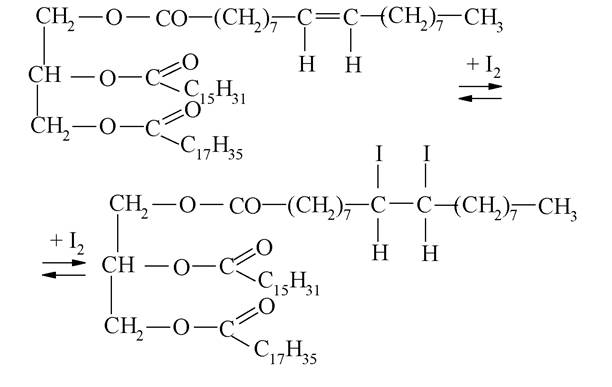 CH₂—O—CO—(CH₂)₇—C=C—(CH₂)₇—CH₃
H H
CH—O—C=O
C₁₅H₃₁
+ I₂
CH₂—O—C=O
C₁₇H₃₅
I I
CH₂—O—CO—(CH₂)₇—C—C—(CH₂)₇—CH₃
H H
+ I₂
CH—O—C=O
C₁₅H₃₁
CH₂—O—C=O
C₁₇H₃₅